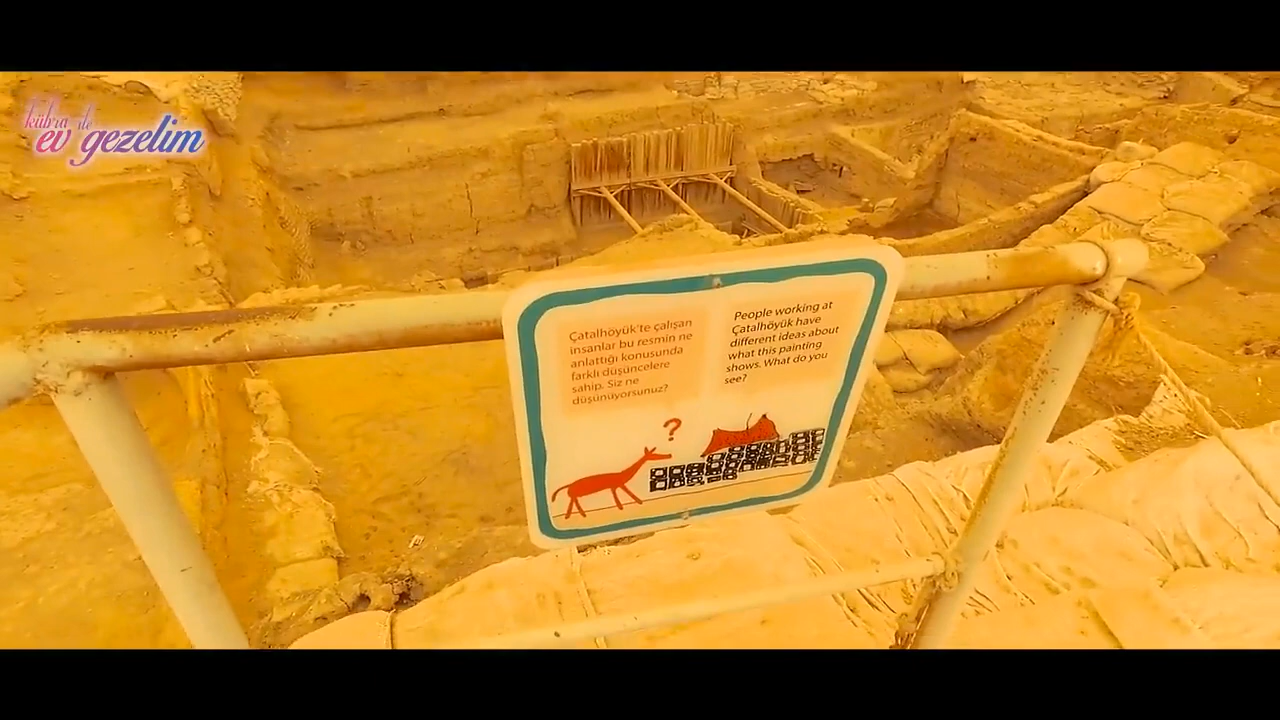 kübra ile
ev gezelim
Çatalhöyük'te çalışan
insanlar bu resmin ne
anlattığı konusunda
farklı düşüncelere
sahip. Siz ne
düşünüyorsunuz?
People working at
Çatalhöyük have
different ideas about
what this painting
shows. What do you
see?
?